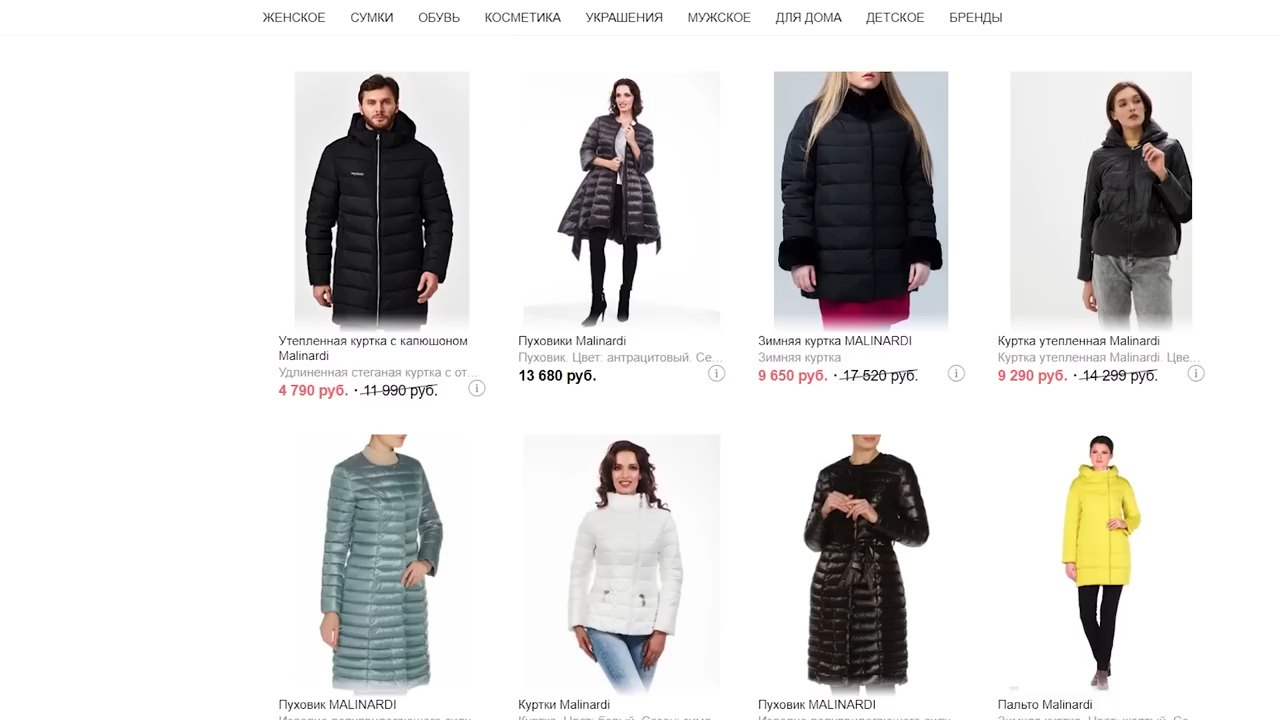 ЖЕНСКОЕ СУМКИ ОБУВЬ КОСМЕТИКА УКРАШЕНИЯ МУЖСКОЕ ДЛЯ ДОМА ДЕТСКОЕ БРЕНДЫ
Утепленная куртка с капюшоном
Malinardi
Удлиненная стеганая куртка с от...
4 790 руб. · 11 990 руб.
Пуховики Malinardi
Пуховик. Цвет: антрацитовый. Се...
13 680 руб.
Зимняя куртка MALINARDI
Зимняя куртка
9 650 руб. · 17 520 руб.
Куртка утепленная Malinardi
Куртка утепленная Malinardi. Цве...
9 290 руб. · 14 299 руб.
Пуховик MALINARDI
Куртки Malinardi
Пуховик MALINARDI
Пальто Malinardi